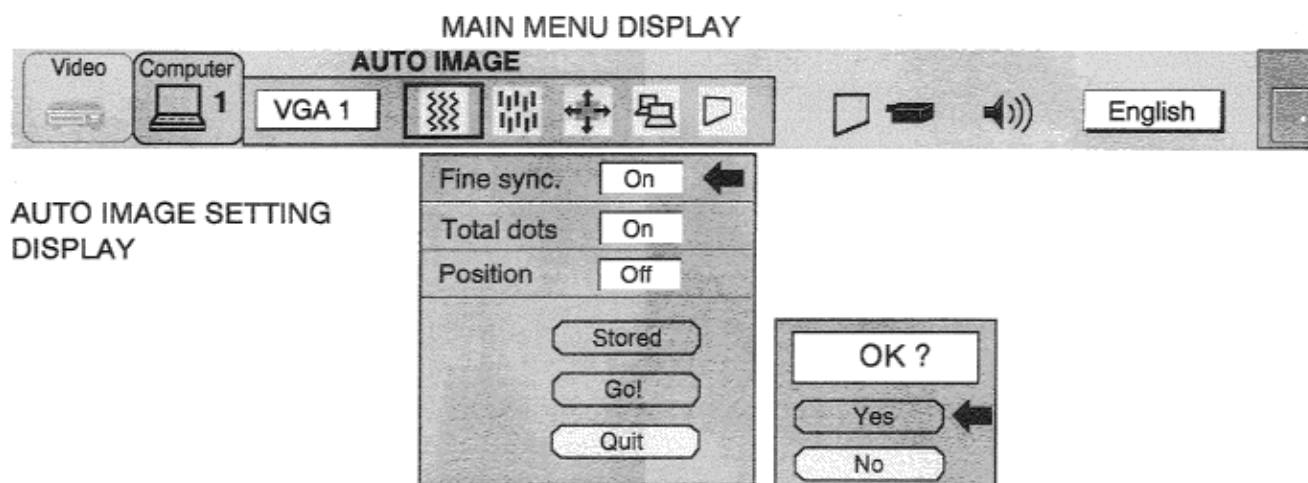 MAIN MENU DISPLAY
AUTO IMAGE
Video
Computer
1
VGA 1
English
AUTO IMAGE SETTING
DISPLAY
Fine sync. On
Total dots On
Position Off
Stored
Go!
Quit
OK ?
Yes
No